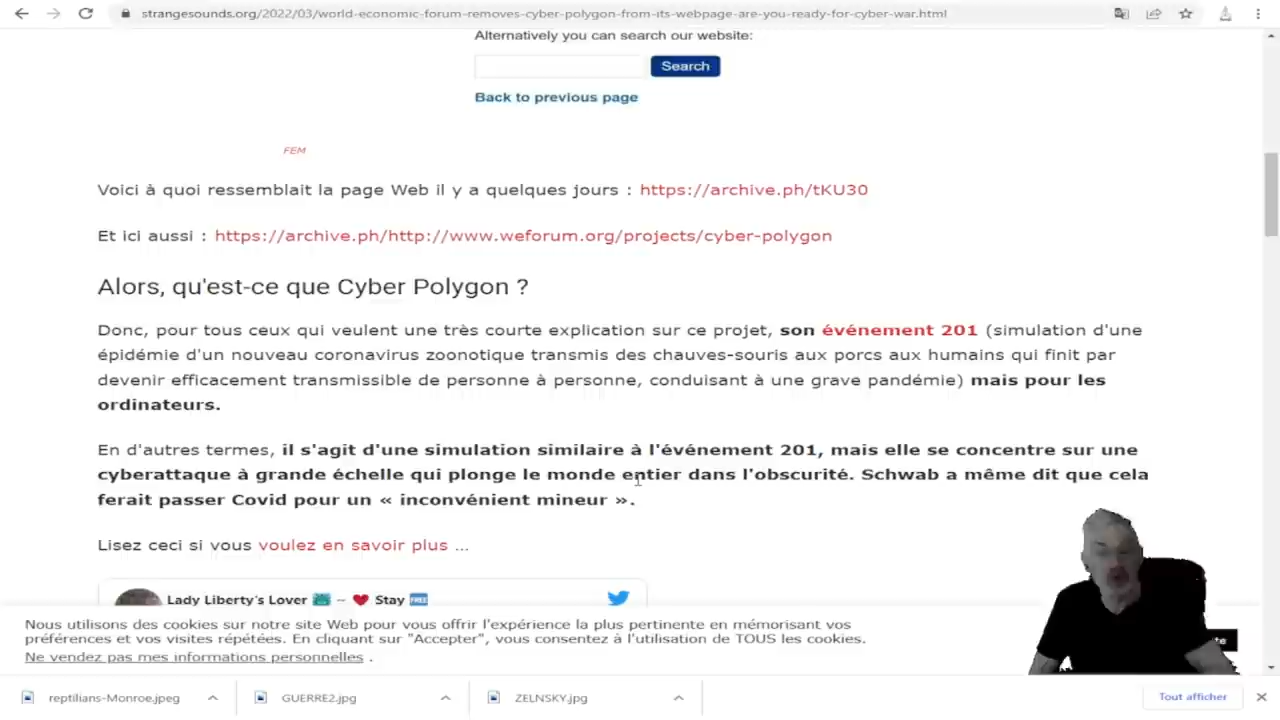 strangesounds.org/2022/03/world-economic-forum-removes-cyber-polygon-from-its-webpage-are-you-ready-for-cyber-war.html
Alternatively you can search our website:
Search
Back to previous page
FEM
Voici à quoi ressemblait la page Web il y a quelques jours : https://archive.ph/tKU30
Et ici aussi : https://archive.ph/http://www.weforum.org/projects/cyber-polygon
Alors, qu'est-ce que Cyber Polygon ?
Donc, pour tous ceux qui veulent une très courte explication sur ce projet, son événement 201 (simulation d'une
épidémie d'un nouveau coronavirus zoonotique transmis des chauves-souris aux porcs aux humains qui finit par
devenir efficacement transmissible de personne à personne, conduisant à une grave pandémie) mais pour les
ordinateurs.
En d'autres termes, il s'agit d'une simulation similaire à l'événement 201, mais elle se concentre sur une
cyberattaque à grande échelle qui plonge le monde entier dans l'obscurité. Schwab a même dit que cela
ferait passer Covid pour un « inconvénient mineur ».
Lisez ceci si vous voulez en savoir plus ...
Lady Liberty's Lover -- Stay FREE
Nous utilisons des cookies sur notre site Web pour vous offrir l'expérience la plus pertinente en mémorisant vos
préférences et vos visites répétées. En cliquant sur "Accepter", vous consentez à l'utilisation de TOUS les cookies.
Ne vendez pas mes informations personnelles .
reptilians-Monroe.jpeg
GUERRE2.jpg
ZELNSKY.jpg
Tout afficher